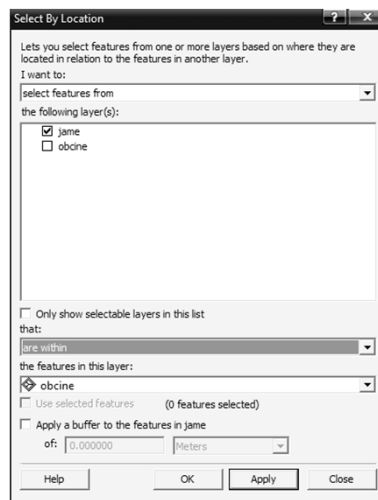 Select By Location
Lets you select features from one or more layers based on where they are
located in relation to the features in another layer.
I want to:
select features from
the following layer(s):
jame
obcine
Only show selectable layers in this list
that:
are within
the features in this layer:
obcine
Use selected features (0 features selected)
Apply a buffer to the features in jame
of: 0.000000 Meters
Help OK Apply Close